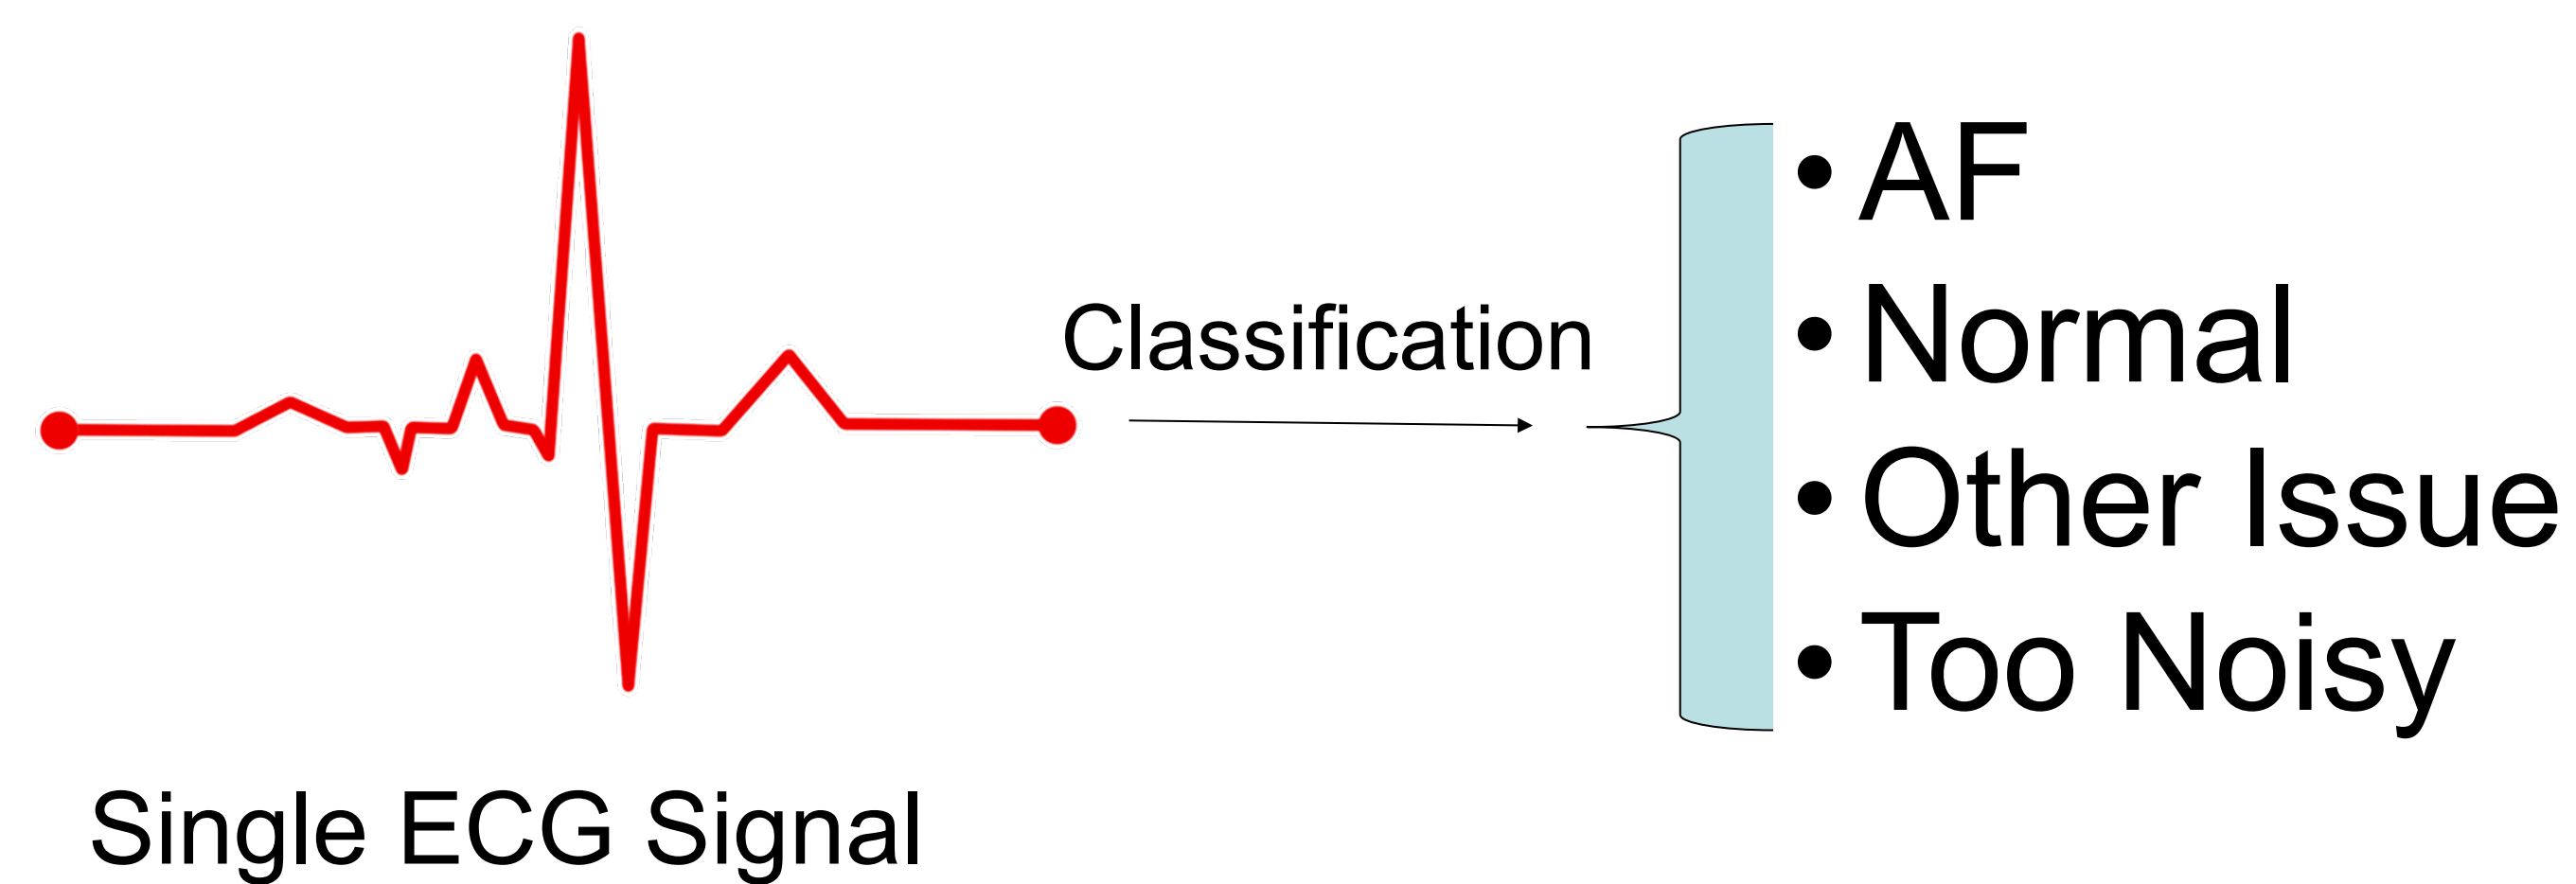 Single ECG Signal
Classification
• AF
• Normal
• Other Issue
• Too Noisy